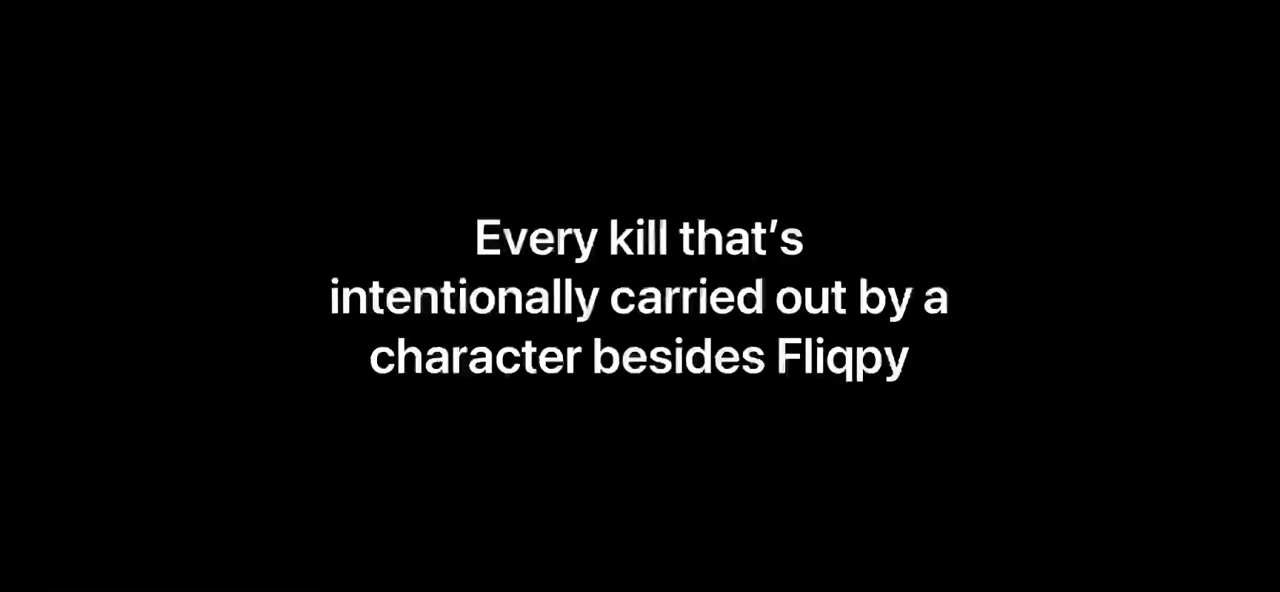 Every kill that’s
intentionally carried out by a
character besides Fliqpy